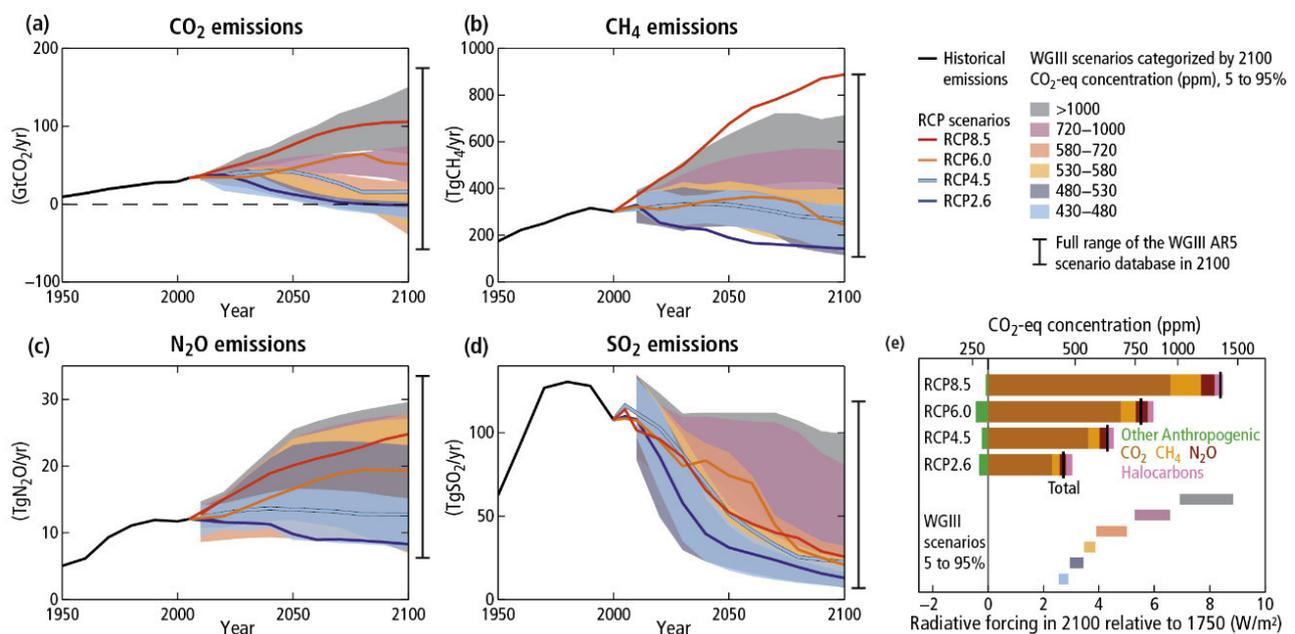 (a)
CO₂ emissions
200
100
0
−100
(GtCO₂/yr)
1950
2000
2050
2100
Year
(b)
CH₄ emissions
1000
800
600
400
200
0
(TgCH₄/yr)
1950
2000
2050
2100
Year
Historical
emissions
RCP scenarios
RCP8.5
RCP6.0
RCP4.5
RCP2.6
WGIII scenarios categorized by 2100
CO₂-eq concentration (ppm), 5 to 95%
>1000
720–1000
580–720
530–580
480–530
430–480
Full range of the WGIII AR5
scenario database in 2100
(c)
N₂O emissions
30
20
10
0
(TgN₂O/yr)
1950
2000
2050
2100
Year
(d)
SO₂ emissions
100
50
0
(TgSO₂/yr)
1950
2000
2050
2100
Year
(e)
CO₂-eq concentration (ppm)
250
500
750
1000
1500
RCP8.5
RCP6.0
RCP4.5
RCP2.6
Other Anthropogenic
CO₂ CH₄ N₂O
Halocarbons
Total
WGIII
scenarios
5 to 95%
−2
0
2
4
6
8
10
Radiative forcing in 2100 relative to 1750 (W/m²)